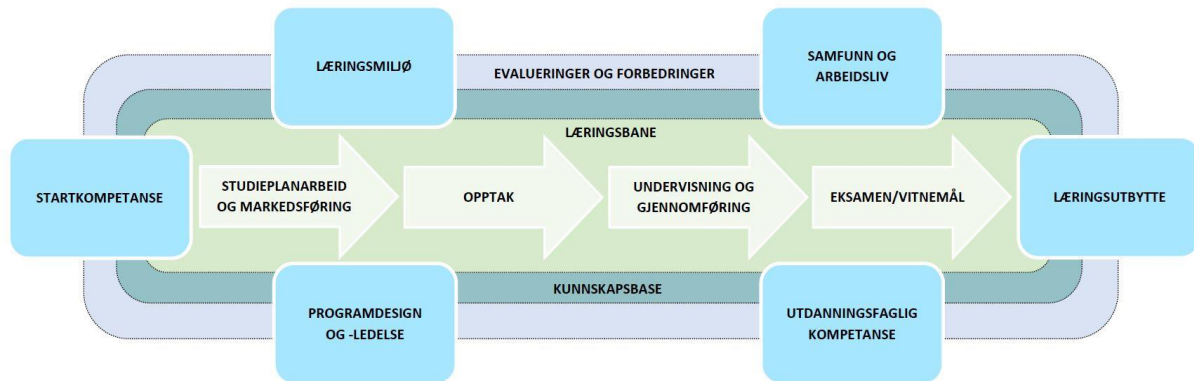 LÆRINGSMILJØ
SAMFUNN OG
ARBEIDSLIV
EVALUERINGER OG FORBEDRINGER
LÆRINGSBANE
STARTKOMPETANSE
STUDIEPLANARBEID
OG MARKEDSFØRING
OPPTAK
UNDERVISNING OG
GJENNOMFØRING
EKSAMEN/VITNEMÅL
LÆRINGSUTBYTTE
KUNNSKAPSBASE
PROGRAMDESIGN
OG -LEDELSE
UTDANNINGSFAGLIG
KOMPETANSE